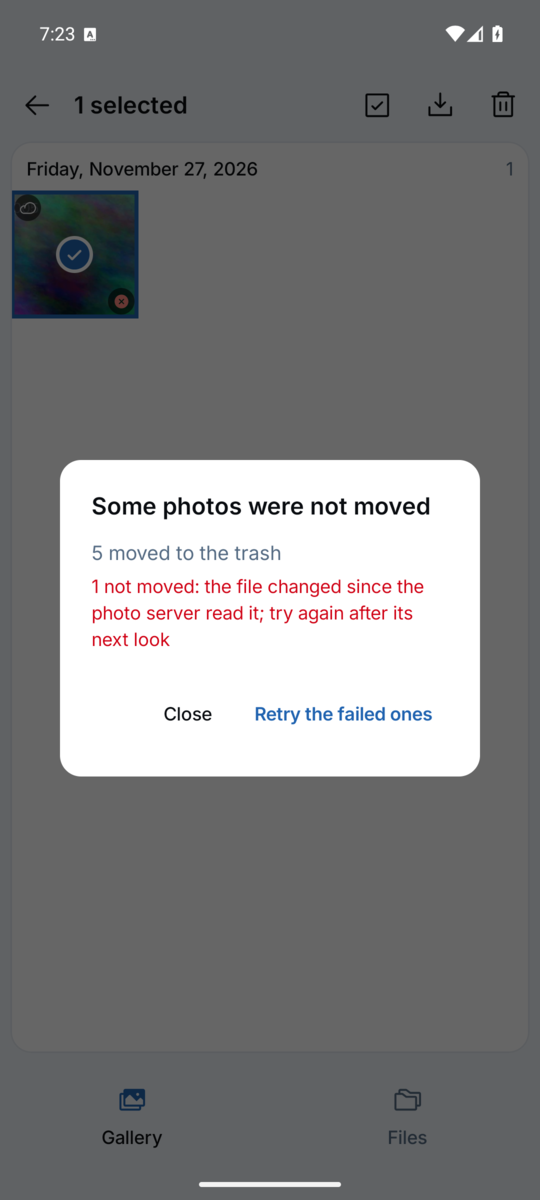 7:23 A
1 selected
Friday, November 27, 2026 1
Some photos were not moved
5 moved to the trash
1 not moved: the file changed since the
photo server read it; try again after its
next look
Close Retry the failed ones
Gallery Files